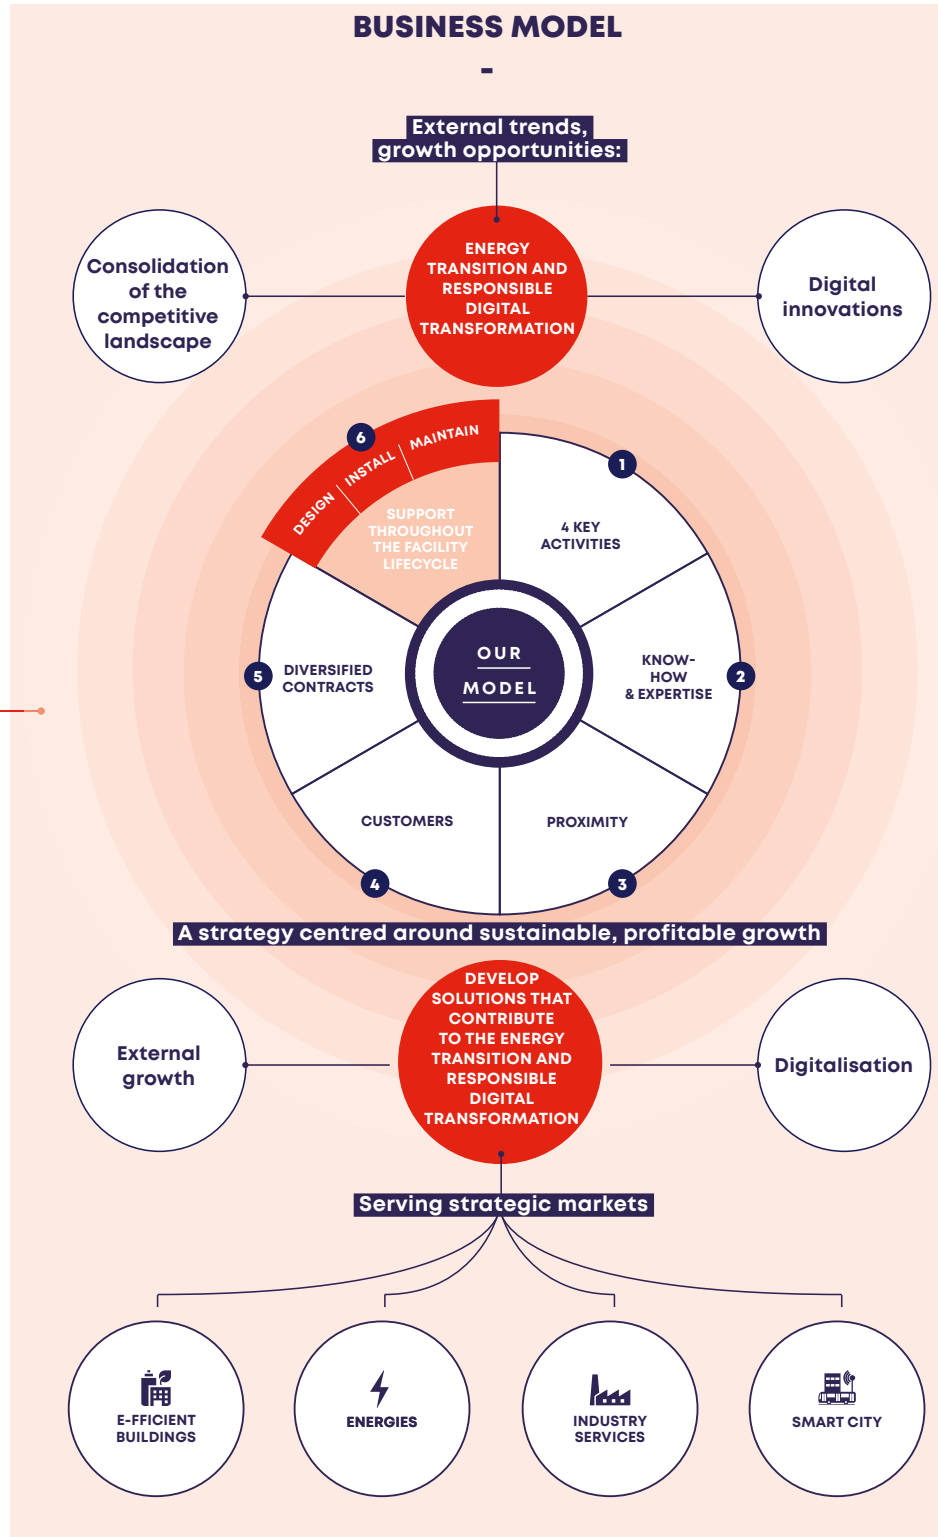 BUSINESS MODEL
-
External trends,
growth opportunities:
Consolidation
of the
competitive
landscape
ENERGY
TRANSITION AND
RESPONSIBLE
DIGITAL
TRANSFORMATION
Digital
innovations
6
DESIGN
INSTALL
MAINTAIN
SUPPORT
THROUGHOUT
THE FACILITY
LIFECYCLE
1
4 KEY
ACTIVITIES
2
KNOW-
HOW
& EXPERTISE
3
PROXIMITY
4
CUSTOMERS
5
DIVERSIFIED
CONTRACTS
OUR
MODEL
A strategy centred around sustainable, profitable growth
External
growth
DEVELOP
SOLUTIONS THAT
CONTRIBUTE
TO THE ENERGY
TRANSITION AND
RESPONSIBLE
DIGITAL
TRANSFORMATION
Digitalisation
Serving strategic markets
E-FFICIENT
BUILDINGS
ENERGIES
INDUSTRY
SERVICES
SMART CITY